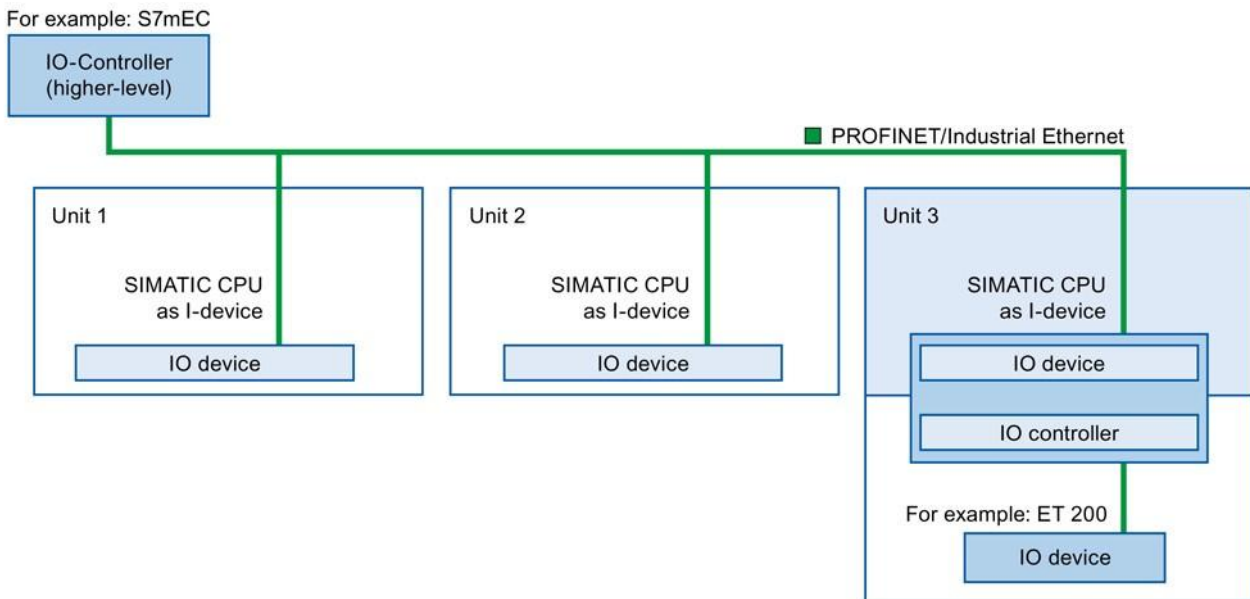 For example: S7mEC
IO-Controller
(higher-level)
PROFINET/Industrial Ethernet
Unit 1
SIMATIC CPU
as I-device
IO device
Unit 2
SIMATIC CPU
as I-device
IO device
Unit 3
SIMATIC CPU
as I-device
IO device
IO controller
For example: ET 200
IO device